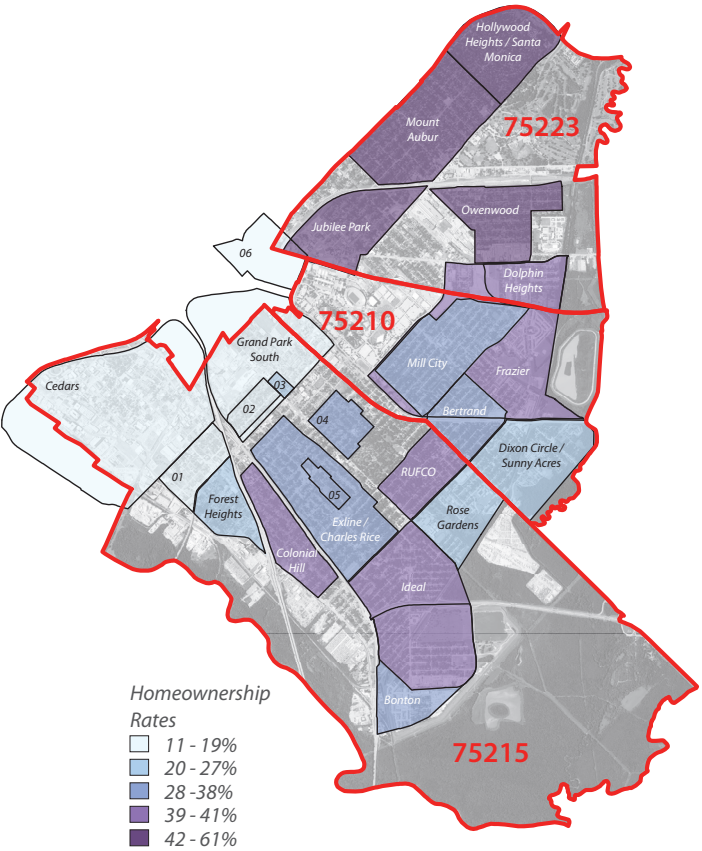 Hollywood
Heights / Santa
Monica
Mount
Aubur
75223
Jubilee Park
Owenwood
06
Dolphin
Heights
75210
Grand Park
South
Mill City
Frazier
Cedars
03
02
04
Bertrand
01
RUFCO
Dixon Circle /
Sunny Acres
05
Forest
Heights
Exline /
Charles Rice
Rose
Gardens
Colonial
Hill
Ideal
Bonton
75215
Homeownership
Rates
11 - 19%
20 - 27%
28 -38%
39 - 41%
42 - 61%